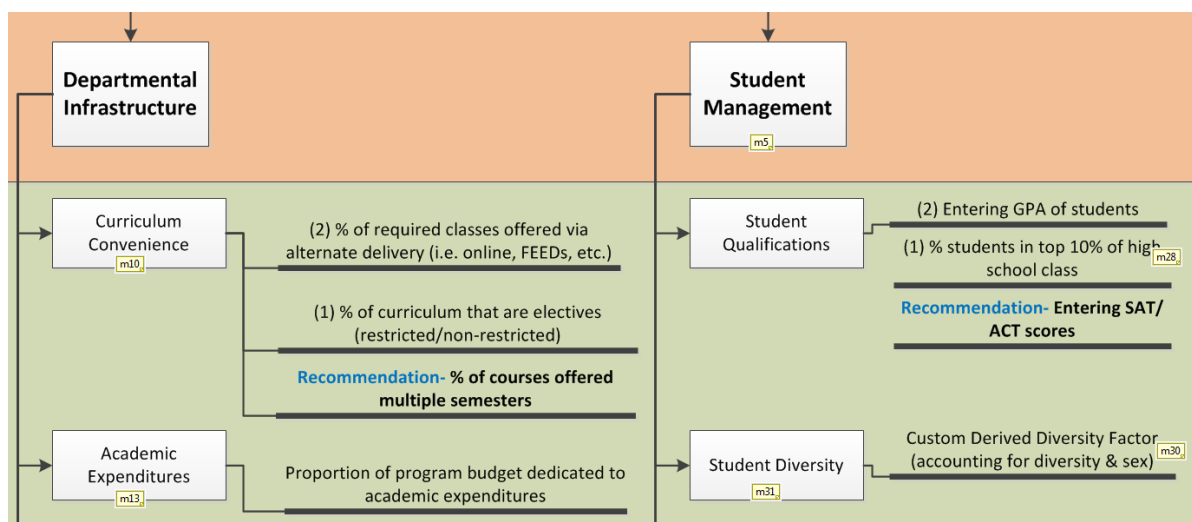 Departmental
Infrastructure
Student
Management
m5
Curriculum
Convenience
m10
(2) % of required classes offered via
alternate delivery (i.e. online, FEEDs, etc.)
(1) % of curriculum that are electives
(restricted/non-restricted)
Recommendation- % of courses offered
multiple semesters
Academic
Expenditures
m13
Proportion of program budget dedicated to
academic expenditures
Student
Qualifications
(2) Entering GPA of students
(1) % students in top 10% of high
school class
m28
Recommendation- Entering SAT/
ACT scores
Student Diversity
m31
Custom Derived Diversity Factor
(accounting for diversity & sex)
m30